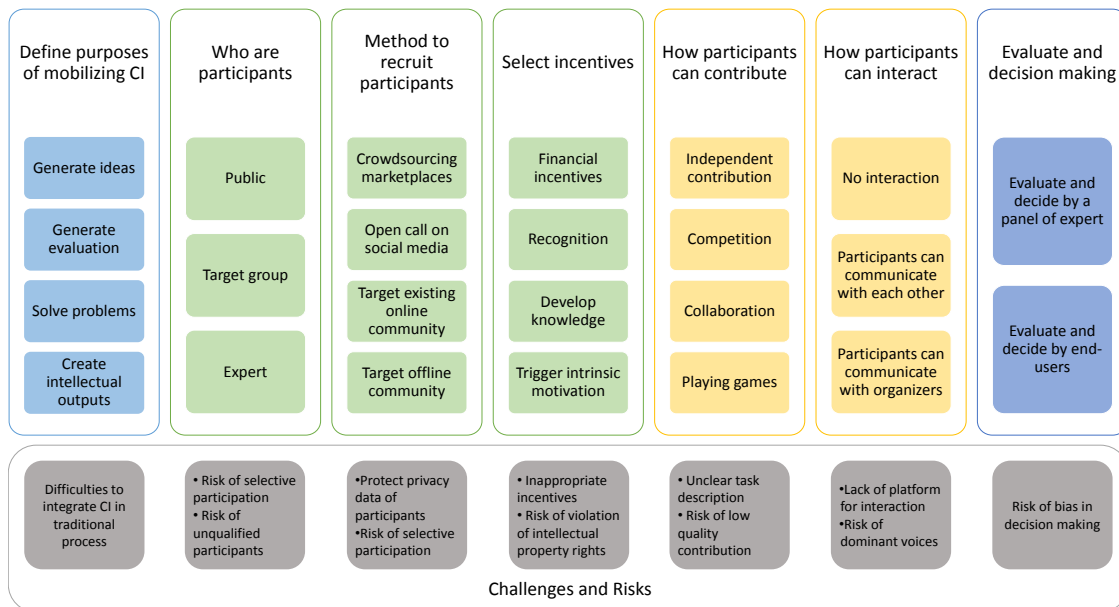 Define purposes
of mobilizing CI
Generate ideas
Generate
evaluation
Solve problems
Create
intellectual
outputs
Who are
participants
Public
Target group
Expert
Method to
recruit
participants
Crowdsourcing
marketplaces
Open call on
social media
Target existing
online
community
Target offline
community
Select incentives
Financial
incentives
Recognition
Develop
knowledge
Trigger intrinsic
motivation
How participants
can contribute
Independent
contribution
Competition
Collaboration
Playing games
How participants
can interact
No interaction
Participants can
communicate
with each other
Participants can
communicate
with organizers
Evaluate and
decision making
Evaluate and
decide by a
panel of expert
Evaluate and
decide by end-
users
Difficulties to
integrate CI in
traditional
process
• Risk of selective
participation
• Risk of
unqualified
participants
•Protect privacy
data of
participants
•Risk of selective
participation
• Inappropriate
incentives
• Risk of violation
of intellectual
property rights
• Unclear task
description
• Risk of low
quality
contribution
•Lack of platform
for interaction
•Risk of
dominant voices
Risk of bias in
decision making
Challenges and Risks